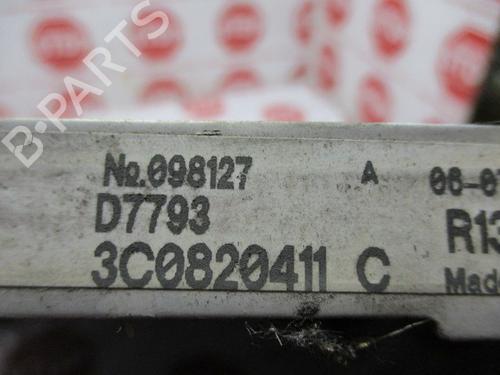 B-PARTS
No.098127 A 06-0
D7793 R13
3C0820411 C Mad